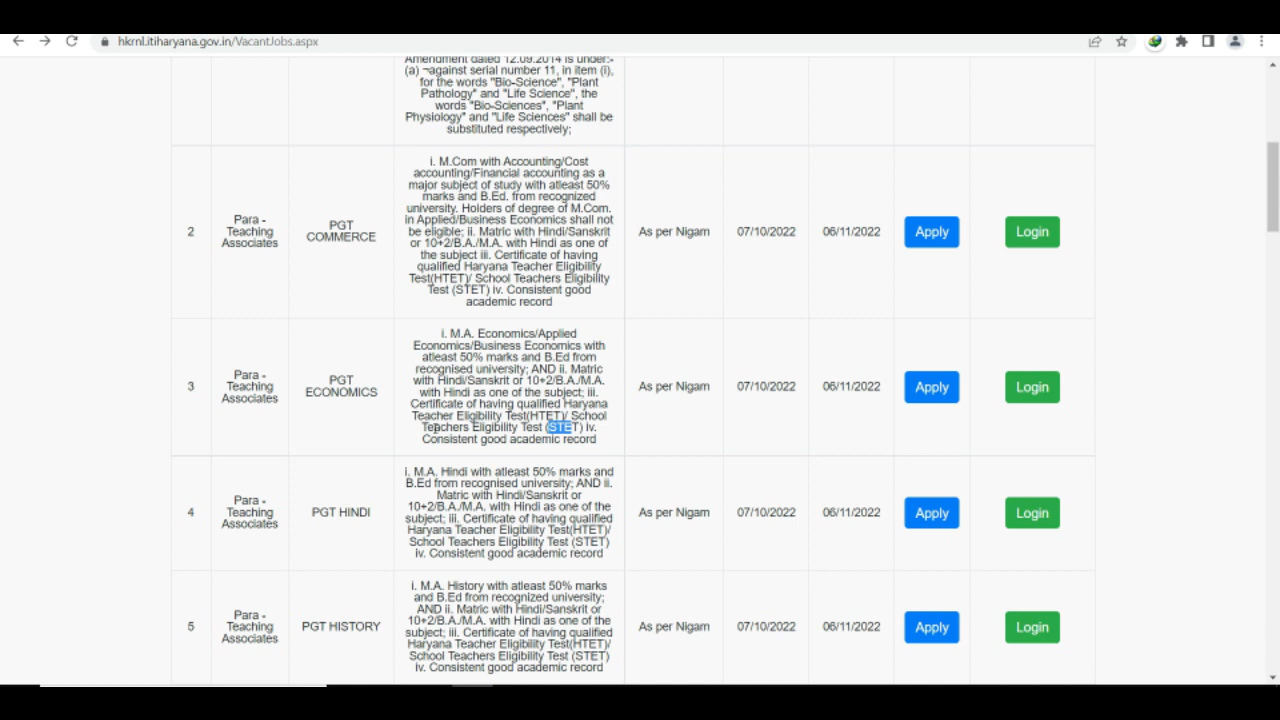 hkrnl.itiharyana.gov.in/VacantJobs.aspx
Amendment dated 12.09.2014 is under:-
(a) ¬against serial number 11, in item (i),
for the words "Bio-Science", "Plant
Pathology" and "Life Science", the
words "Bio-Sciences", "Plant
Physiology" and "Life Sciences" shall be
substituted respectively;
2
Para -
Teaching
Associates
PGT
COMMERCE
i. M.Com with Accounting/Cost
accounting/Financial accounting as a
major subject of study with atleast 50%
marks and B.Ed. from recognized
university. Holders of degree of M.Com.
in Applied/Business Economics shall not
be eligible; ii. Matric with Hindi/Sanskrit
or 10+2/B.A./M.A. with Hindi as one of
the subject iii. Certificate of having
qualified Haryana Teacher Eligibility
Test(HTET)/ School Teachers Eligibility
Test (STET) iv. Consistent good
academic record
As per Nigam
07/10/2022
06/11/2022
Apply
Login
3
Para -
Teaching
Associates
PGT
ECONOMICS
i. M.A. Economics/Applied
Economics/Business Economics with
atleast 50% marks and B.Ed from
recognised university; AND ii. Matric
with Hindi/Sanskrit or 10+2/B.A./M.A.
with Hindi as one of the subject; iii.
Certificate of having qualified Haryana
Teacher Eligibility Test(HTET)/ School
Teachers Eligibility Test (STET) iv.
Consistent good academic record
As per Nigam
07/10/2022
06/11/2022
Apply
Login
4
Para -
Teaching
Associates
PGT HINDI
i. M.A. Hindi with atleast 50% marks and
B.Ed from recognised university; AND ii.
Matric with Hindi/Sanskrit or
10+2/B.A./M.A. with Hindi as one of the
subject; iii. Certificate of having qualified
Haryana Teacher Eligibility Test(HTET)/
School Teachers Eligibility Test (STET)
iv. Consistent good academic record
As per Nigam
07/10/2022
06/11/2022
Apply
Login
5
Para -
Teaching
Associates
PGT HISTORY
i. M.A. History with atleast 50% marks
and B.Ed from recognized university;
AND ii. Matric with Hindi/Sanskrit or
10+2/B.A./M.A. with Hindi as one of the
subject; iii. Certificate of having qualified
Haryana Teacher Eligibility Test(HTET)/
School Teachers Eligibility Test (STET)
iv. Consistent good academic record
As per Nigam
07/10/2022
06/11/2022
Apply
Login